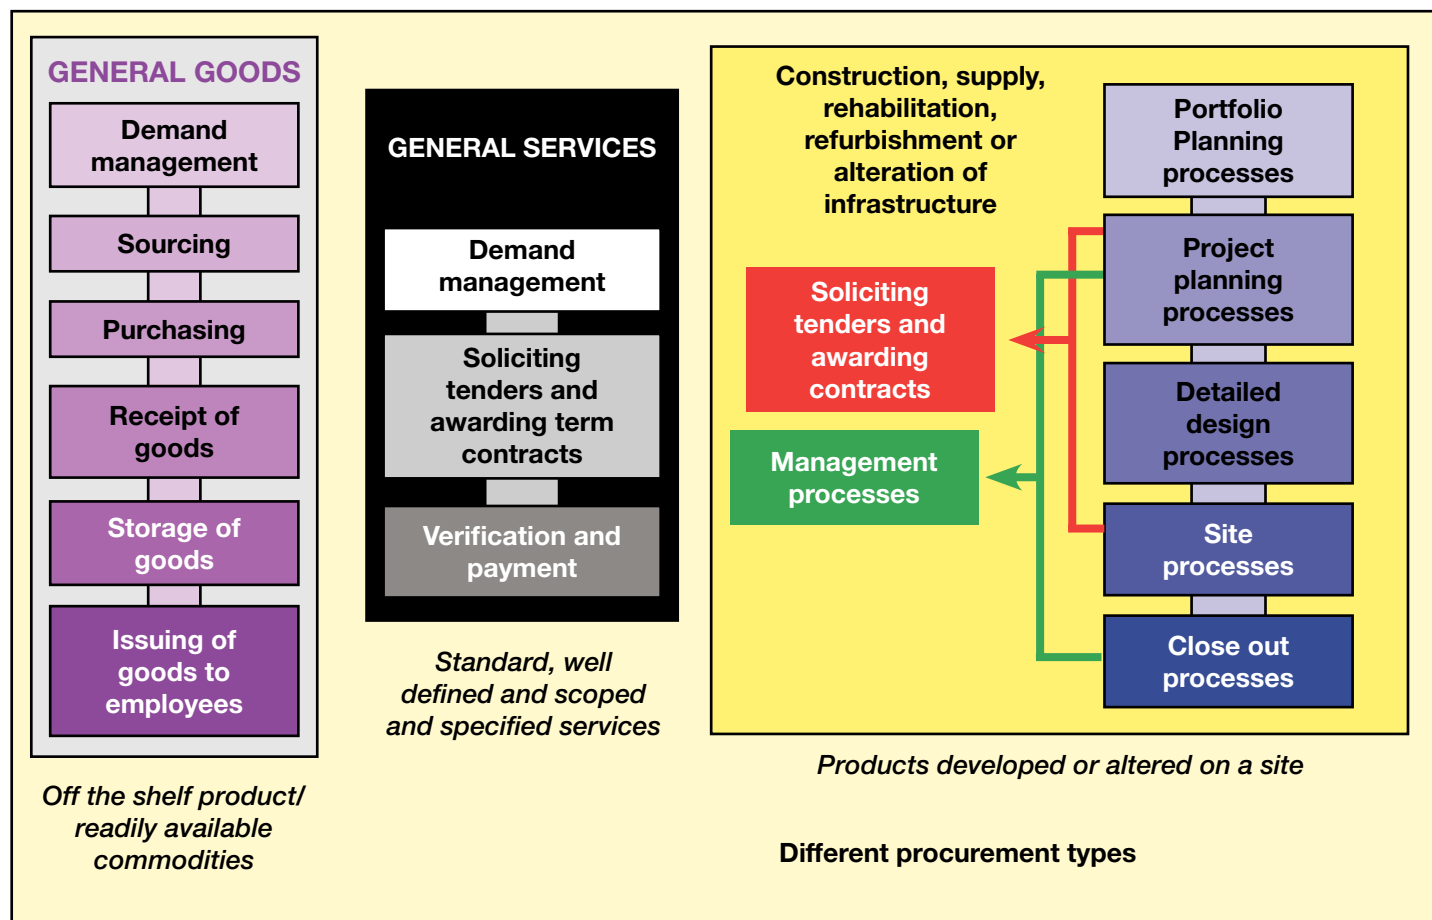 GENERAL GOODS
Demand
management
Sourcing
Purchasing
Receipt of
goods
Storage of
goods
Issuing of
goods to
employees
Off the shelf product/
readily available
commodities
GENERAL SERVICES
Demand
management
Soliciting
tenders and
awarding term
contracts
Verification and
payment
Standard, well
defined and scoped
and specified services
Construction, supply,
rehabilitation,
refurbishment or
alteration of
infrastructure
Soliciting
tenders and
awarding
contracts
Management
processes
Portfolio
Planning
processes
Project
planning
processes
Detailed
design
processes
Site
processes
Close out
processes
Products developed or altered on a site
Different procurement types